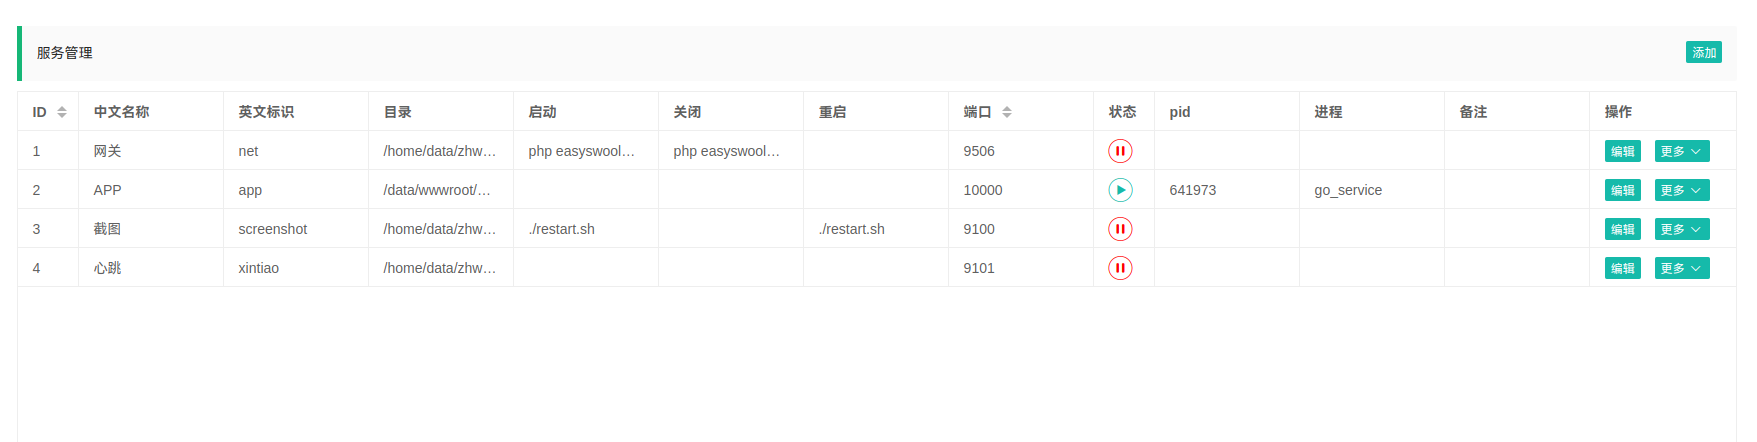 服务管理 添加
ID 中文名称 英文标识 目录 启动 关闭 重启 端口 状态 pid 进程 备注 操作
1 网关 net /home/data/zhw... php easyswool... php easyswool... 9506 编辑 更多
2 APP app /data/wwwroot/... 10000 641973 go_service 编辑 更多
3 截图 screenshot /home/data/zhw... ./restart.sh ./restart.sh 9100 编辑 更多
4 心跳 xintiao /home/data/zhw... 9101 编辑 更多